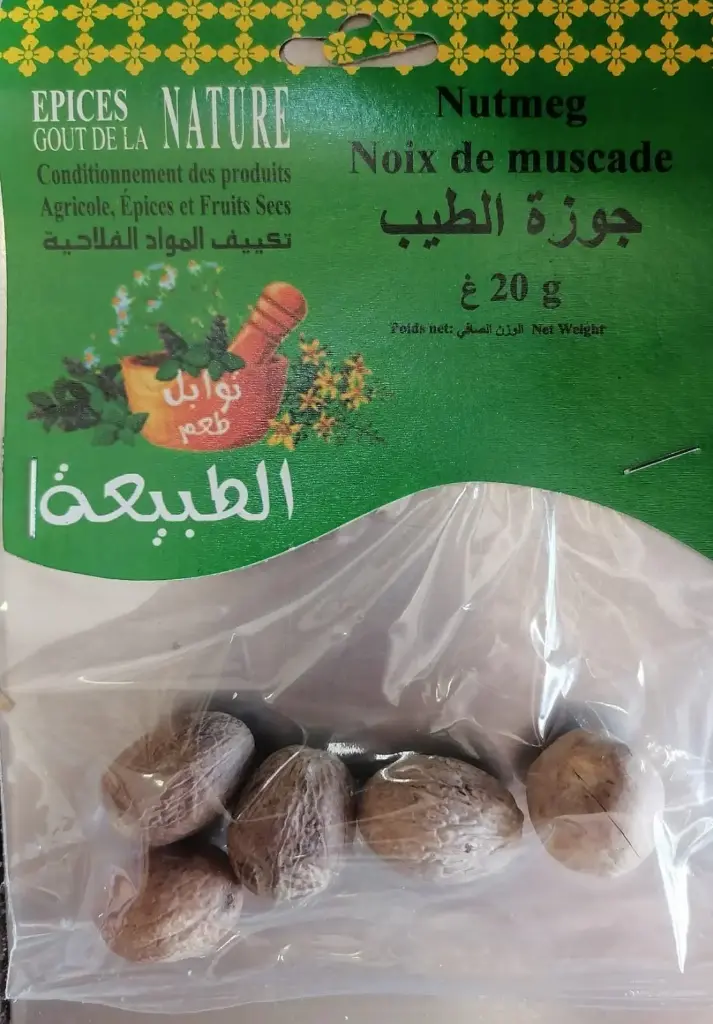 EPICES
GOUT DE LA NATURE
Conditionnement des produits
Agricole, Épices et Fruits Secs
تكييف المواد الفلاحية
توابل
طعم
الطبيعة
Nutmeg
Noix de muscade
جوزة الطيب
20 g غ
Poids net: الوزن الصافي Net Weight